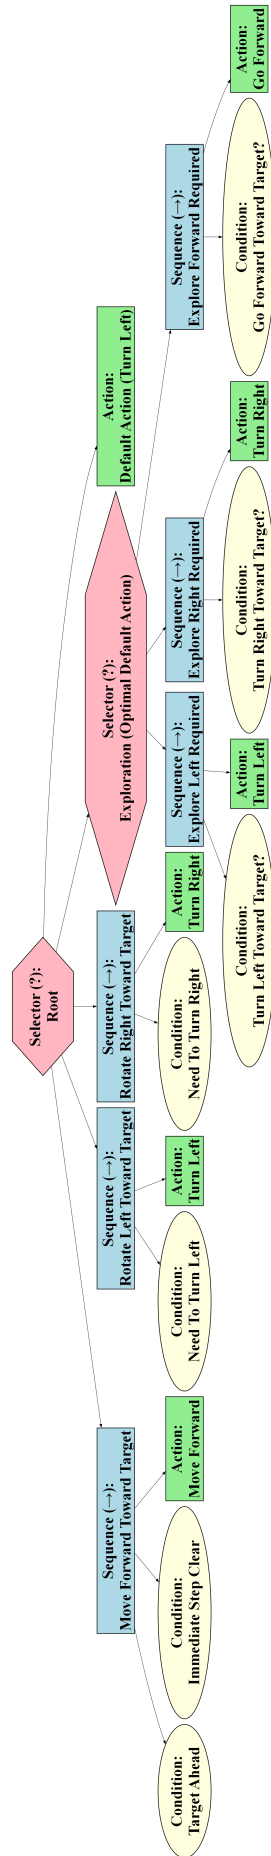 Selector (?):
Root
Sequence (→):
Move Forward Toward Target
Sequence (→):
Rotate Left Toward Target
Sequence (→):
Rotate Right Toward Target
Selector (?):
Exploration (Optimal Default Action)
Action:
Default Action (Turn Left)
Condition:
Target Ahead
Condition:
Immediate Step Clear
Action:
Move Forward
Condition:
Need To Turn Left
Action:
Turn Left
Condition:
Need To Turn Right
Action:
Turn Right
Sequence (→):
Explore Left Required
Sequence (→):
Explore Right Required
Sequence (→):
Explore Forward Required
Condition:
Turn Left Toward Target?
Action:
Turn Left
Condition:
Turn Right Toward Target?
Action:
Turn Right
Condition:
Go Forward Toward Target?
Action:
Go Forward